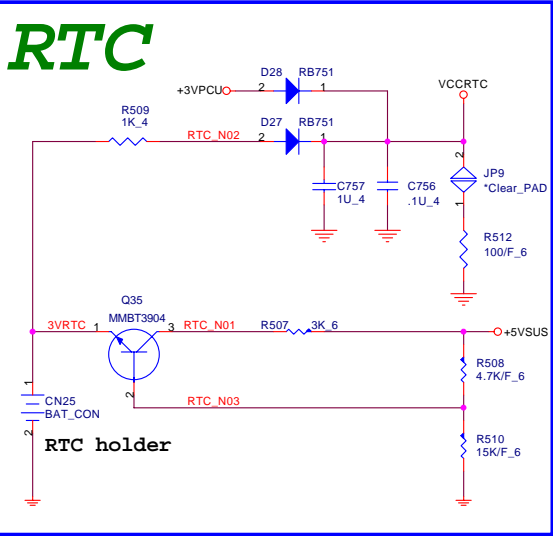 RTC
D28 RB751
+3VPCU 2 1
VCCRTC
R509
1K_4
RTC_N02
D27 RB751
2 1
2
JP9
*Clear_PAD
1
C757
1U_4
C756
.1U_4
R512
100/F_6
Q35
MMBT3904
3VRTC 1 3 RTC_N01
R507 3K_6
+5VSUS
R508
4.7K/F_6
2
RTC_N03
1
CN25
BAT_CON
2
RTC holder
R510
15K/F_6